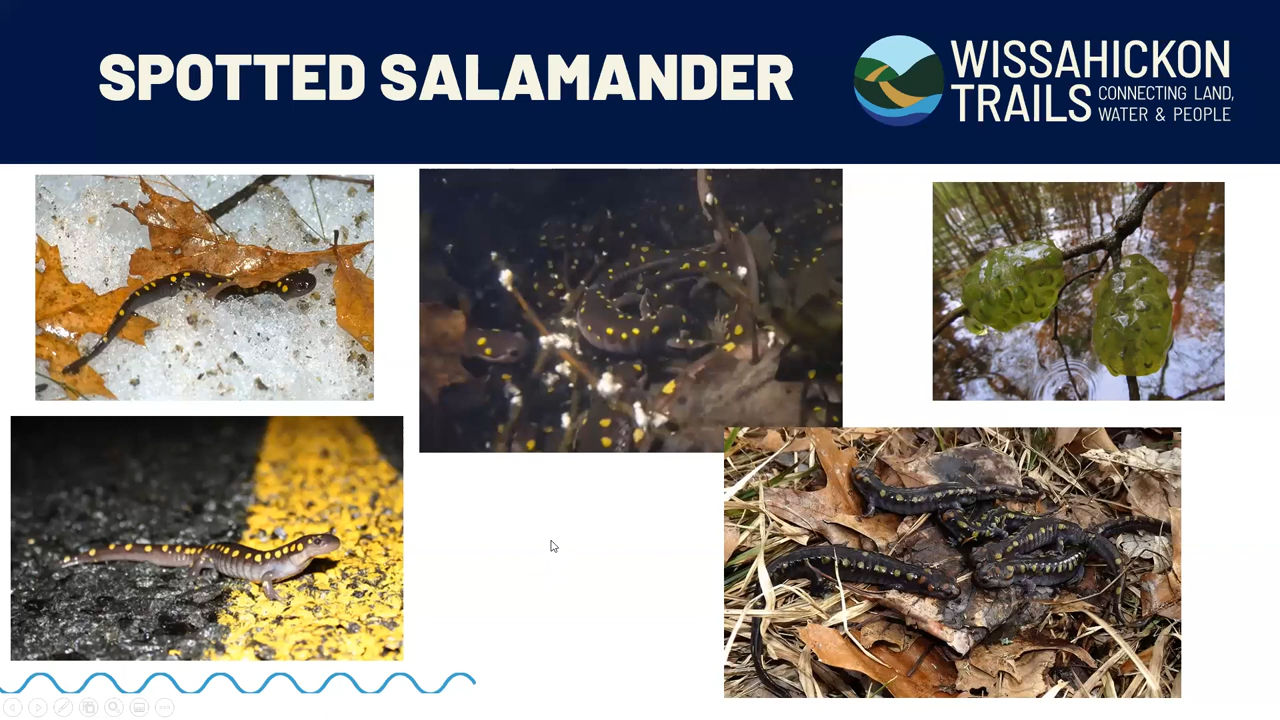 SPOTTED SALAMANDER
WISSAHICKON
TRAILS
CONNECTING LAND,
WATER & PEOPLE